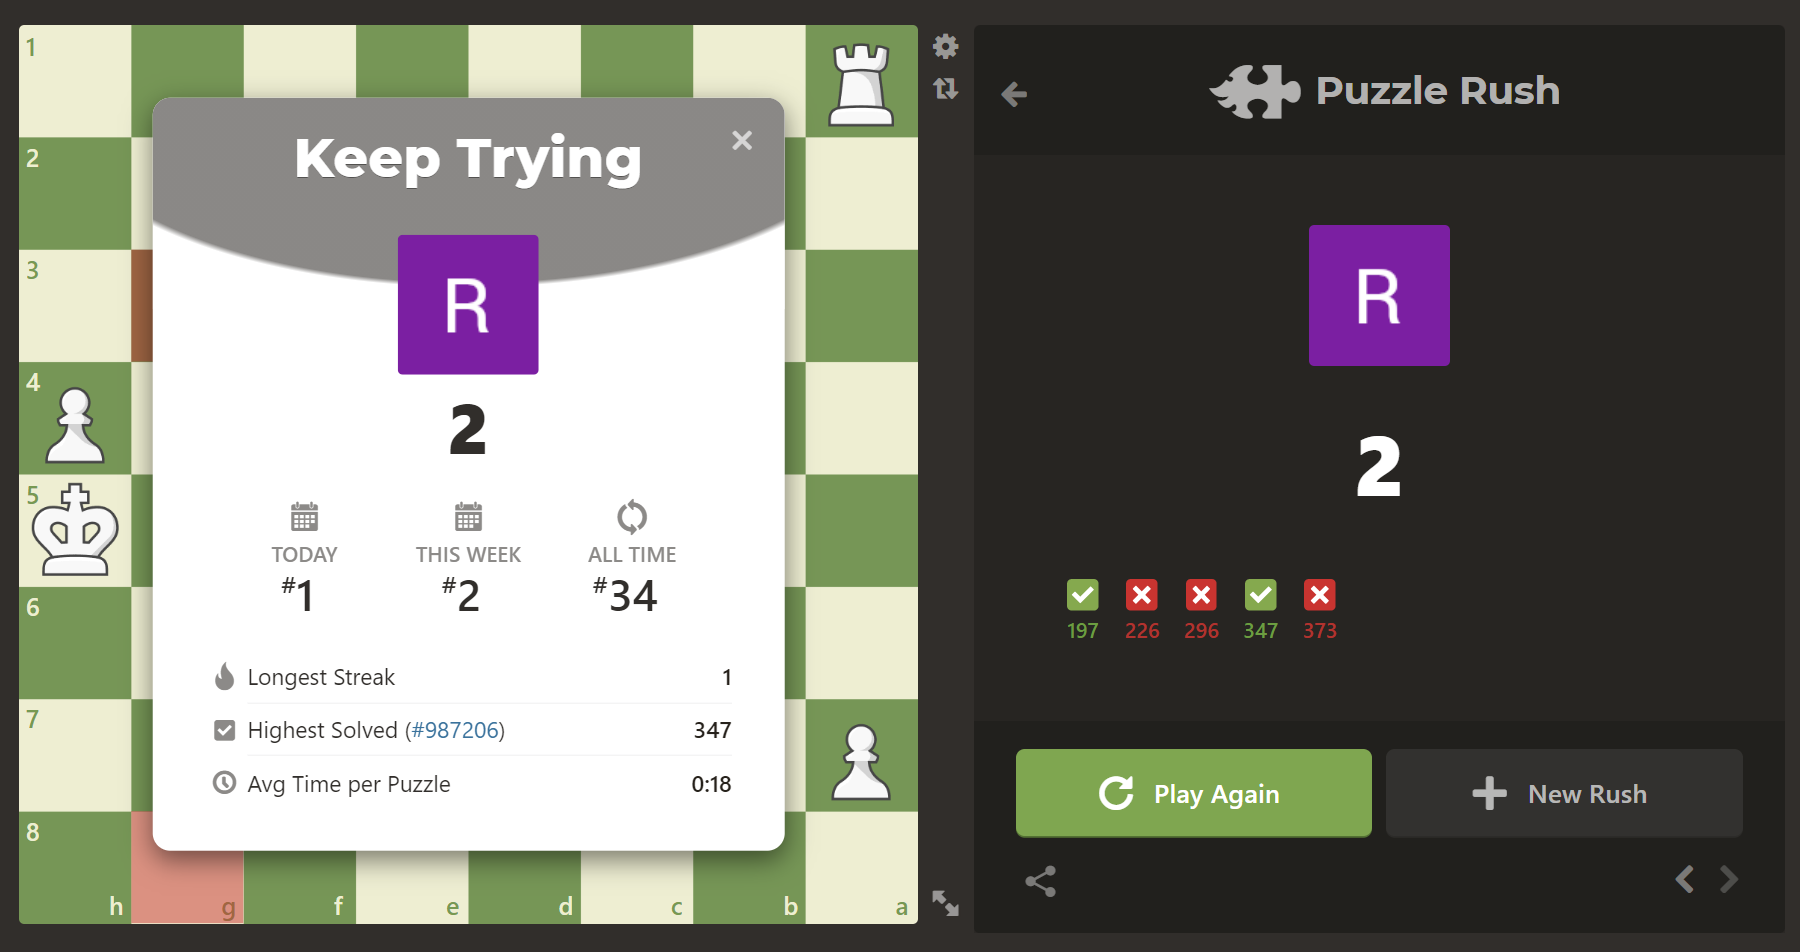 1
2
3
4
5
6
7
8
h
g
f
e
d
c
b
a
Keep Trying
×
R
2
TODAY
#1
THIS WEEK
#2
ALL TIME
#34
Longest Streak 1
Highest Solved (#987206) 347
Avg Time per Puzzle 0:18
Puzzle Rush
R
2
197 226 296 347 373
Play Again
New Rush